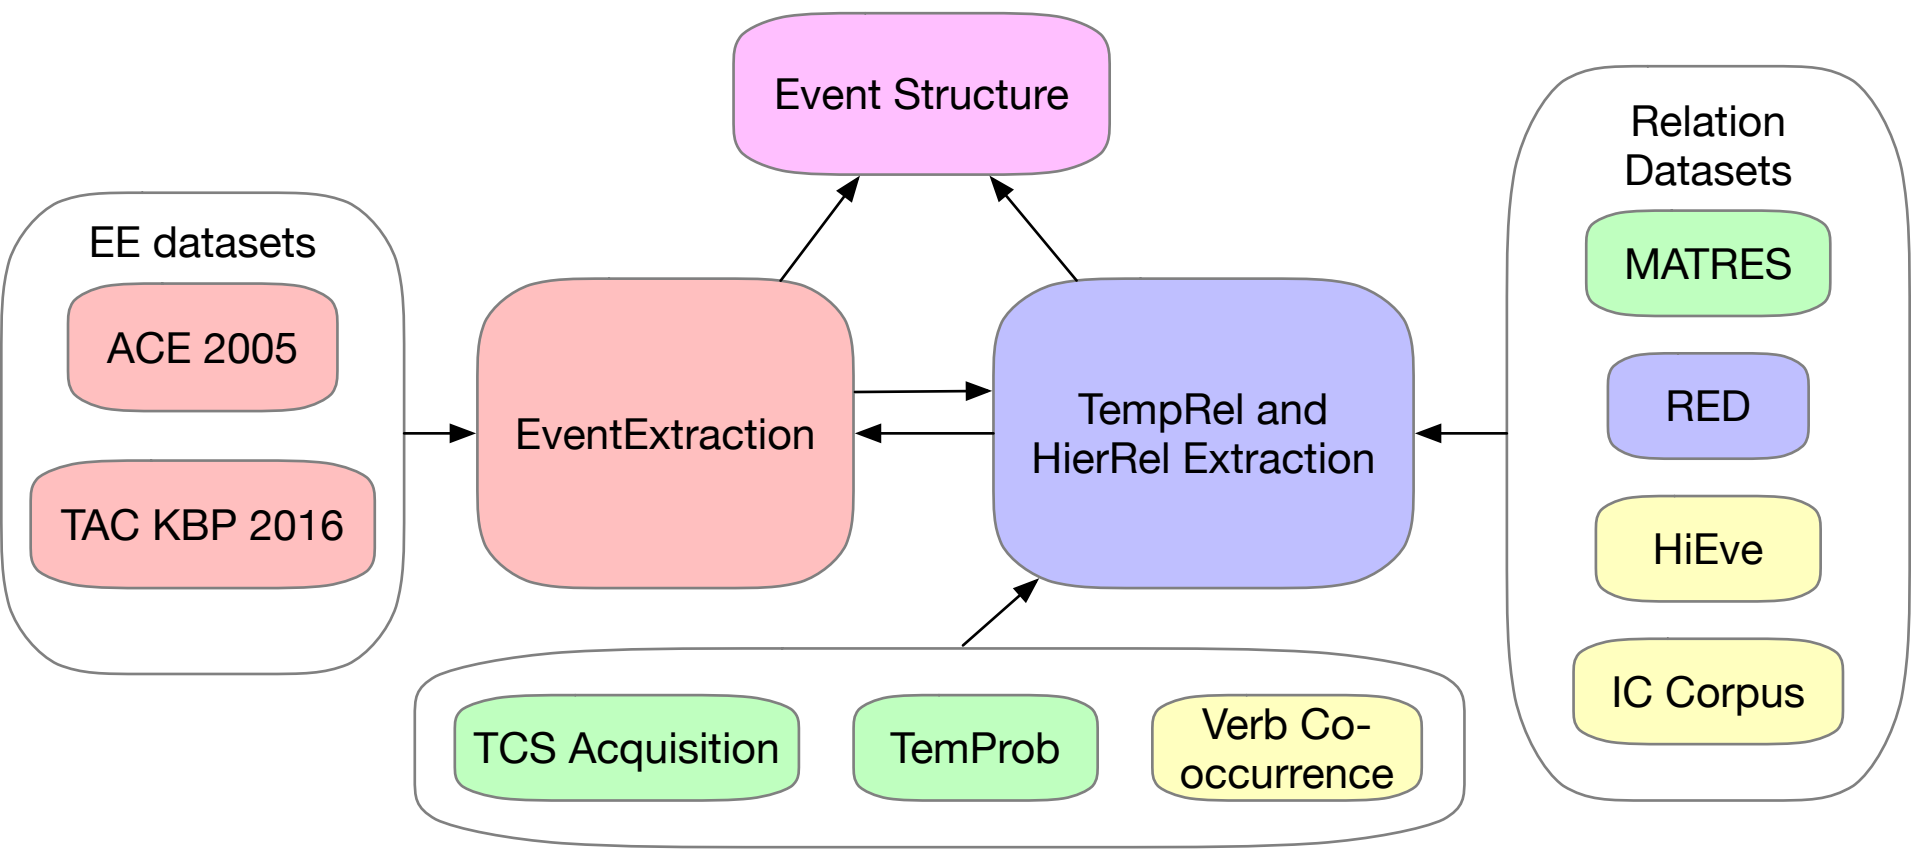 Event Structure
EE datasets
ACE 2005
TAC KBP 2016
EventExtraction
TempRel and
HierRel Extraction
Relation
Datasets
MATRES
RED
HiEve
IC Corpus
TCS Acquisition
TemProb
Verb Co-
occurrence